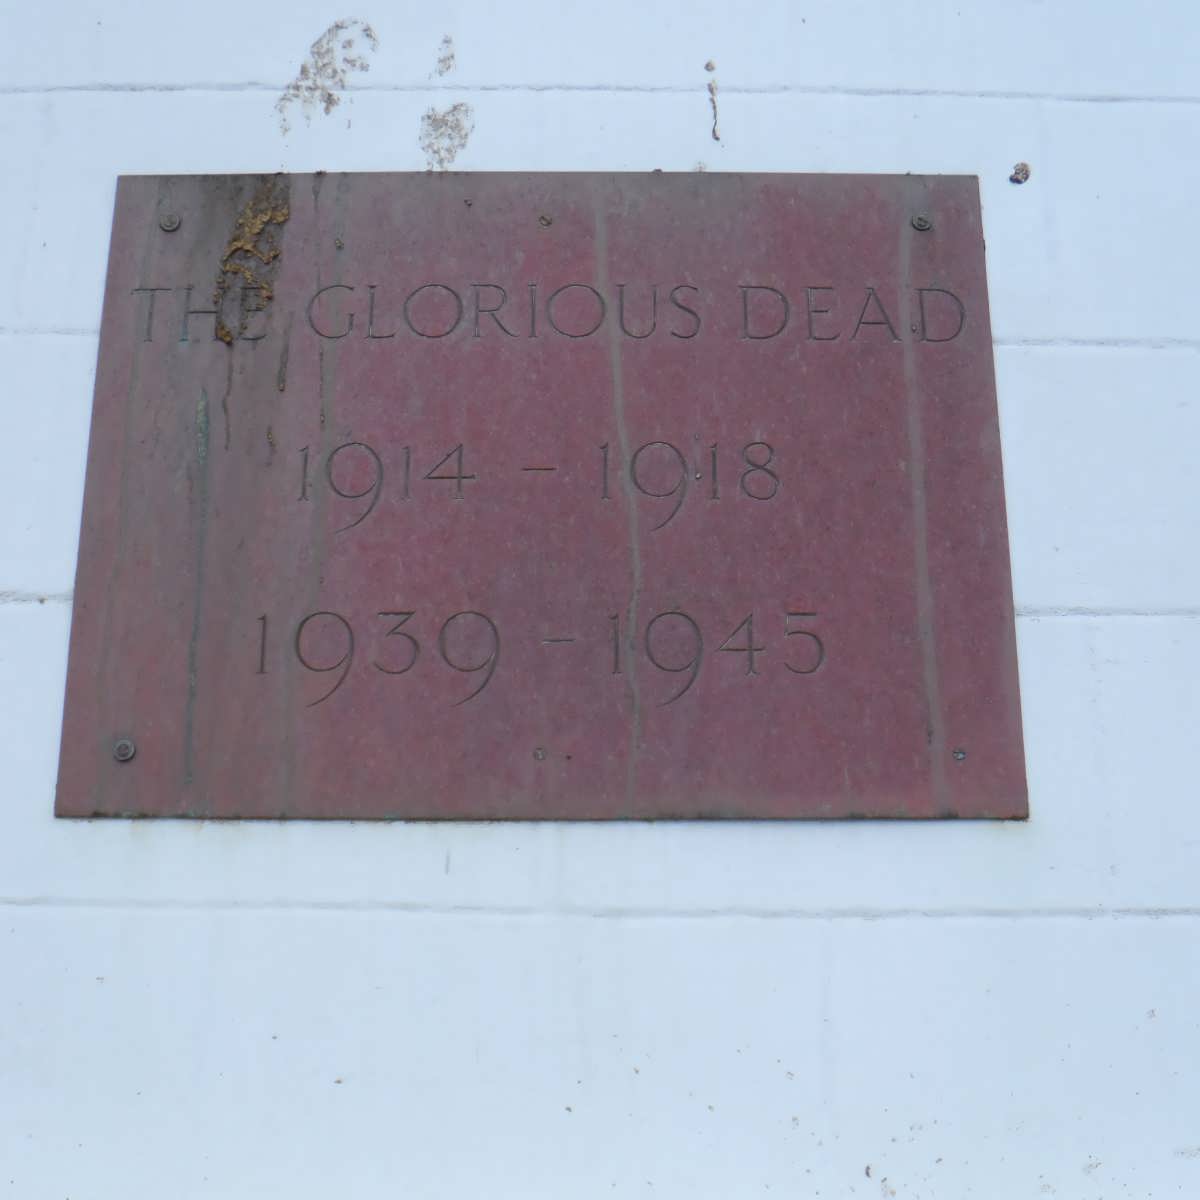 THE GLORIOUS DEAD
1914 - 1918
1939 - 1945